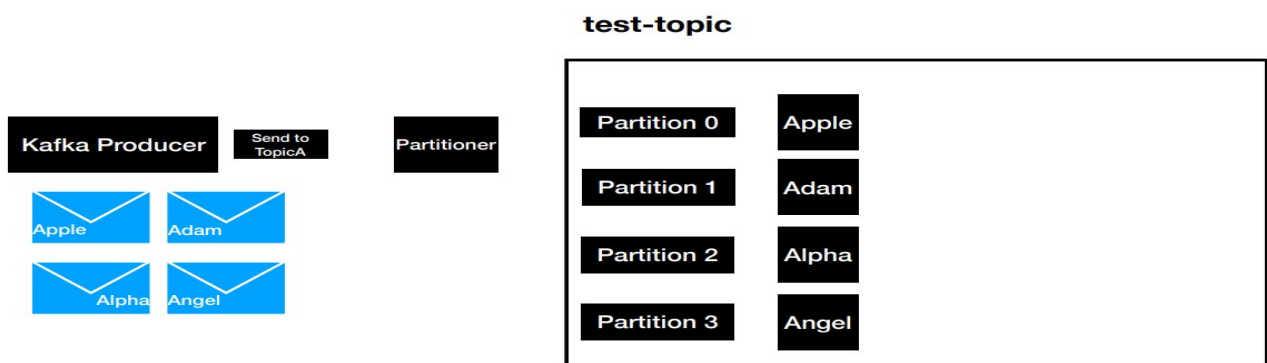 test-topic
Kafka Producer
Send to
TopicA
Partitioner
Apple
Adam
Alpha
Angel
Partition 0
Apple
Partition 1
Adam
Partition 2
Alpha
Partition 3
Angel